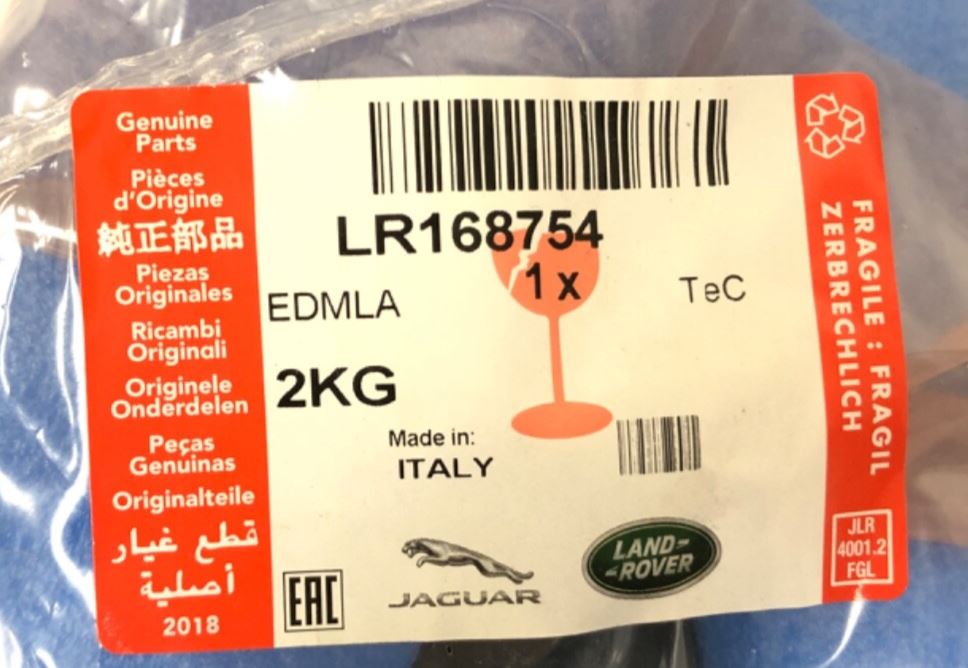 Genuine
Parts
Pièces
d'Origine
純正部品
Piezas
Originales
Ricambi
Originali
Originele
Onderdelen
Peças
Genuinas
Originalteile
قطع غيار
أصلية
2018
LR168754
1 x
EDMLA
TeC
2KG
Made in:
ITALY
EAC
JAGUAR
LAND-
-ROVER
FRAGILE : FRAGIL
ZERBRECHLICH
JLR
4001.2
FGL